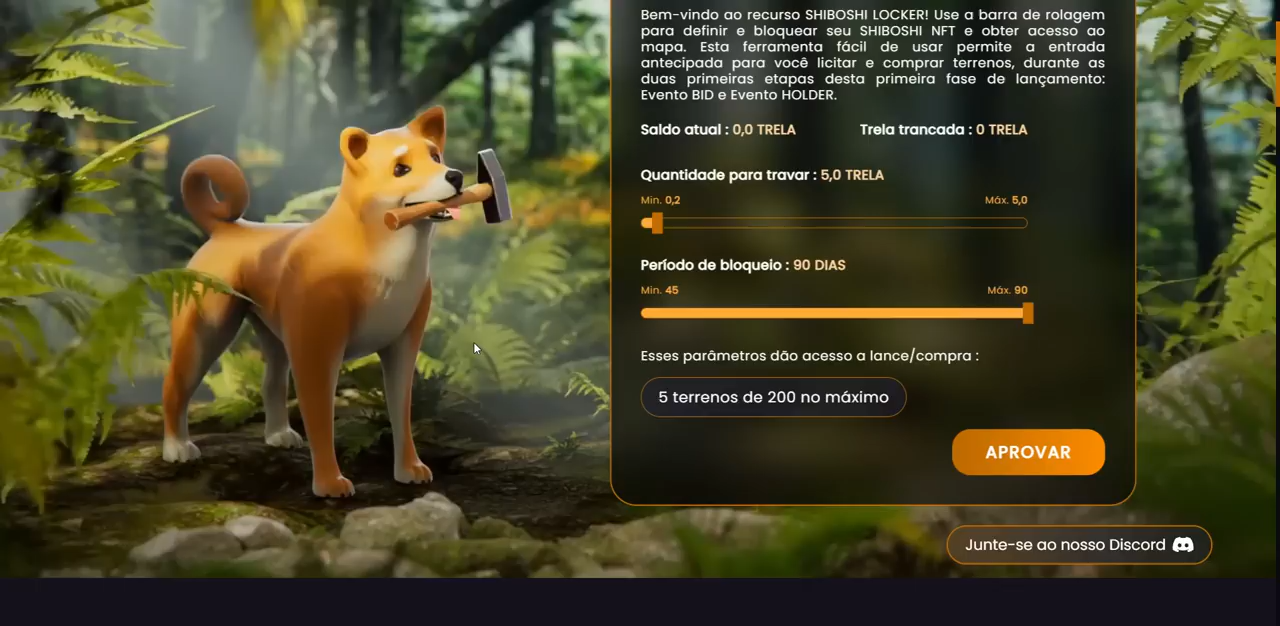 Bem-vindo ao recurso SHIBOSHI LOCKER! Use a barra de rolagem
para definir e bloquear seu SHIBOSHI NFT e obter acesso ao
mapa. Esta ferramenta fácil de usar permite a entrada
antecipada para você licitar e comprar terrenos, durante as
duas primeiras etapas desta primeira fase de lançamento:
Evento BID e Evento HOLDER.
Saldo atual : 0,0 TRELA
Trela trancada : 0 TRELA
Quantidade para travar : 5,0 TRELA
Min. 0,2
Máx. 5,0
Período de bloqueio : 90 DIAS
Min. 45
Máx. 90
Esses parâmetros dão acesso a lance/compra :
5 terrenos de 200 no máximo
APROVAR
Junte-se ao nosso Discord